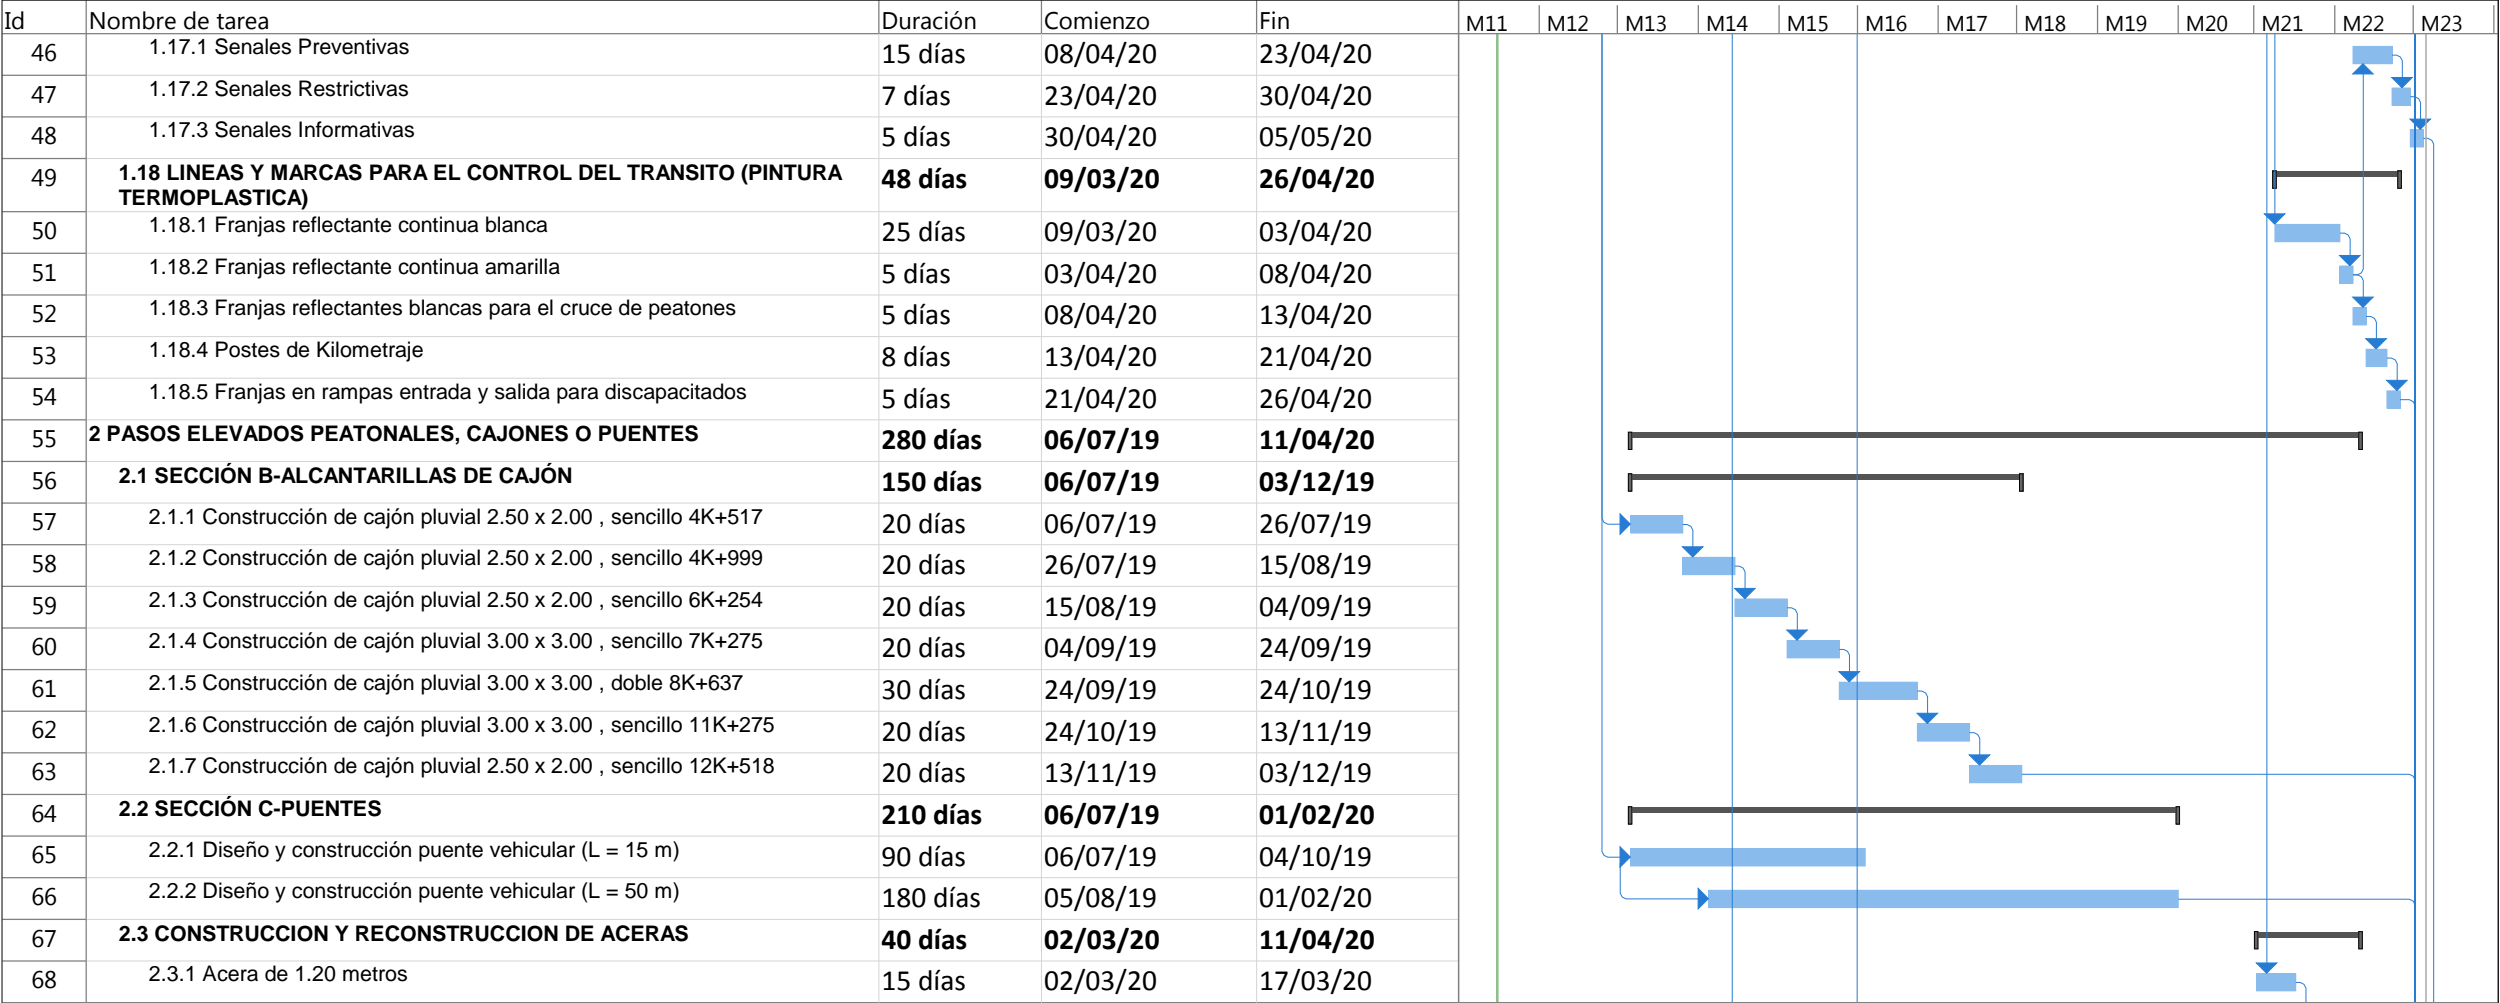 Id Nombre de tarea Duración Comienzo Fin M11 M12 M13 M14 M15 M16 M17 M18 M19 M20 M21 M22 M23
46 1.17.1 Senales Preventivas 15 días 08/04/20 23/04/20
47 1.17.2 Senales Restrictivas 7 días 23/04/20 30/04/20
48 1.17.3 Senales Informativas 5 días 30/04/20 05/05/20
49 1.18 LINEAS Y MARCAS PARA EL CONTROL DEL TRANSITO (PINTURA 48 días 09/03/20 26/04/20
TERMOPLASTICA)
50 1.18.1 Franjas reflectante continua blanca 25 días 09/03/20 03/04/20
51 1.18.2 Franjas reflectante continua amarilla 5 días 03/04/20 08/04/20
52 1.18.3 Franjas reflectantes blancas para el cruce de peatones 5 días 08/04/20 13/04/20
53 1.18.4 Postes de Kilometraje 8 días 13/04/20 21/04/20
54 1.18.5 Franjas en rampas entrada y salida para discapacitados 5 días 21/04/20 26/04/20
55 2 PASOS ELEVADOS PEATONALES, CAJONES O PUENTES 280 días 06/07/19 11/04/20
56 2.1 SECCIÓN B-ALCANTARILLAS DE CAJÓN 150 días 06/07/19 03/12/19
57 2.1.1 Construcción de cajón pluvial 2.50 x 2.00 , sencillo 4K+517 20 días 06/07/19 26/07/19
58 2.1.2 Construcción de cajón pluvial 2.50 x 2.00 , sencillo 4K+999 20 días 26/07/19 15/08/19
59 2.1.3 Construcción de cajón pluvial 2.50 x 2.00 , sencillo 6K+254 20 días 15/08/19 04/09/19
60 2.1.4 Construcción de cajón pluvial 3.00 x 3.00 , sencillo 7K+275 20 días 04/09/19 24/09/19
61 2.1.5 Construcción de cajón pluvial 3.00 x 3.00 , doble 8K+637 30 días 24/09/19 24/10/19
62 2.1.6 Construcción de cajón pluvial 3.00 x 3.00 , sencillo 11K+275 20 días 24/10/19 13/11/19
63 2.1.7 Construcción de cajón pluvial 2.50 x 2.00 , sencillo 12K+518 20 días 13/11/19 03/12/19
64 2.2 SECCIÓN C-PUENTES 210 días 06/07/19 01/02/20
65 2.2.1 Diseño y construcción puente vehicular (L = 15 m) 90 días 06/07/19 04/10/19
66 2.2.2 Diseño y construcción puente vehicular (L = 50 m) 180 días 05/08/19 01/02/20
67 2.3 CONSTRUCCION Y RECONSTRUCCION DE ACERAS 40 días 02/03/20 11/04/20
68 2.3.1 Acera de 1.20 metros 15 días 02/03/20 17/03/20